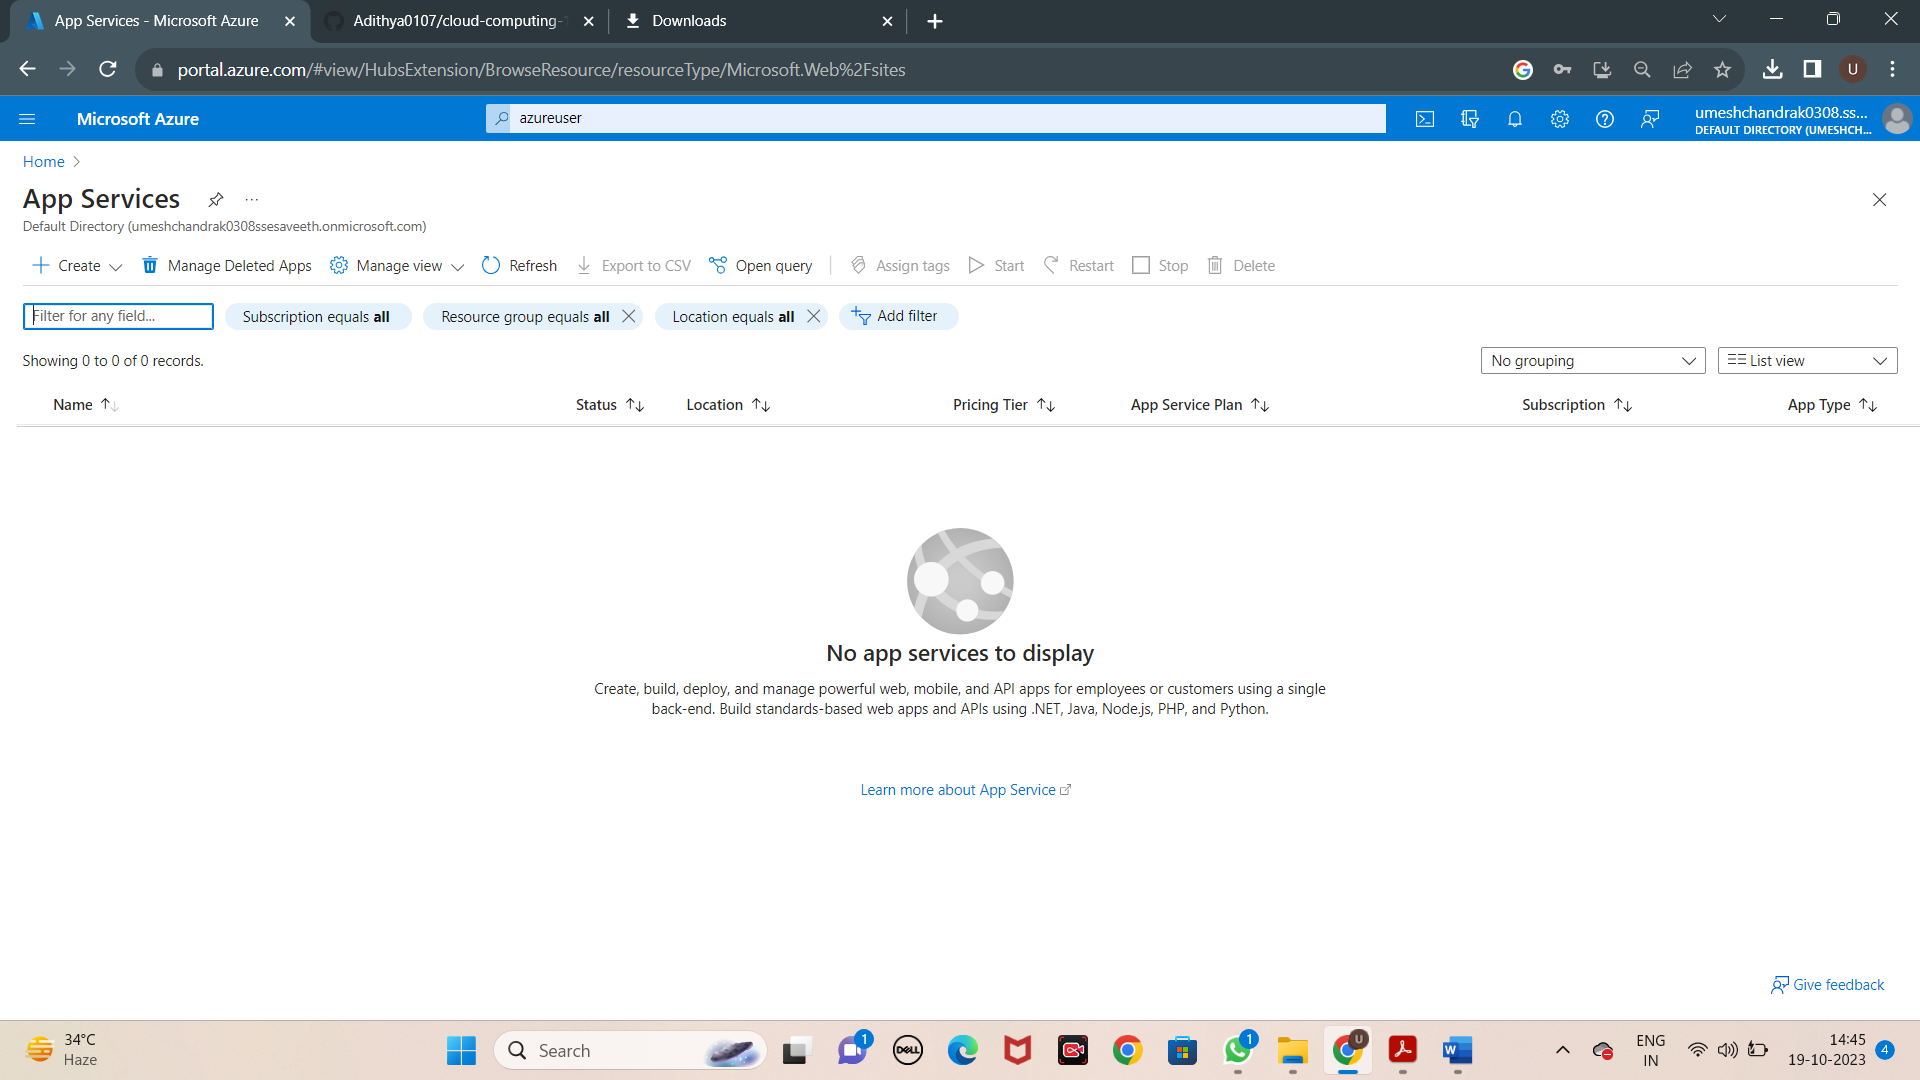 App Services - Microsoft Azure
Adithya0107/cloud-computing-
Downloads
portal.azure.com/#view/HubsExtension/BrowseResource/resourceType/Microsoft.Web%2Fsites
U
Microsoft Azure
azureuser
umeshchandrak0308.ss...
DEFAULT DIRECTORY (UMESHCH...
Home
App Services
...
Default Directory (umeshchandrak0308ssesaveeth.onmicrosoft.com)
Create
Manage Deleted Apps
Manage view
Refresh
Export to CSV
Open query
Assign tags
Start
Restart
Stop
Delete
Filter for any field...
Subscription equals all
Resource group equals all
Location equals all
Add filter
Showing 0 to 0 of 0 records.
No grouping
List view
Name
Status
Location
Pricing Tier
App Service Plan
Subscription
App Type
No app services to display
Create, build, deploy, and manage powerful web, mobile, and API apps for employees or customers using a single
back-end. Build standards-based web apps and APIs using .NET, Java, Node.js, PHP, and Python.
Learn more about App Service
Give feedback
34°C
Haze
Search
1
DELL
1
U
W
ENG
IN
14:45
19-10-2023
4